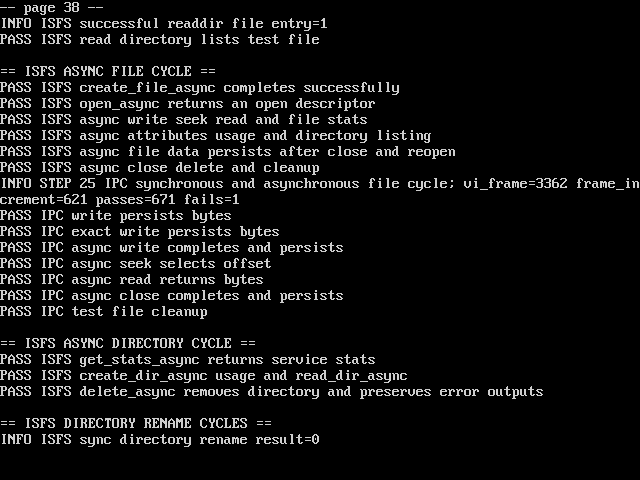 -- page 38 --
INFO ISFS successful readdir file entry=1
PASS ISFS read directory lists test file
== ISFS ASYNC FILE CYCLE ==
PASS ISFS create_file_async completes successfully
PASS ISFS open_async returns an open descriptor
PASS ISFS async write seek read and file stats
PASS ISFS async attributes usage and directory listing
PASS ISFS async file data persists after close and reopen
PASS ISFS async close delete and cleanup
INFO STEP 25 IPC synchronous and asynchronous file cycle; vi_frame=3362 frame_in
crement=621 passes=671 fails=1
PASS IPC write persists bytes
PASS IPC exact write persists bytes
PASS IPC async write completes and persists
PASS IPC async seek selects offset
PASS IPC async read returns bytes
PASS IPC async close completes and persists
PASS IPC test file cleanup
== ISFS ASYNC DIRECTORY CYCLE ==
PASS ISFS get_stats_async returns service stats
PASS ISFS create_dir_async usage and read_dir_async
PASS ISFS delete_async removes directory and preserves error outputs
== ISFS DIRECTORY RENAME CYCLES ==
INFO ISFS sync directory rename result=0